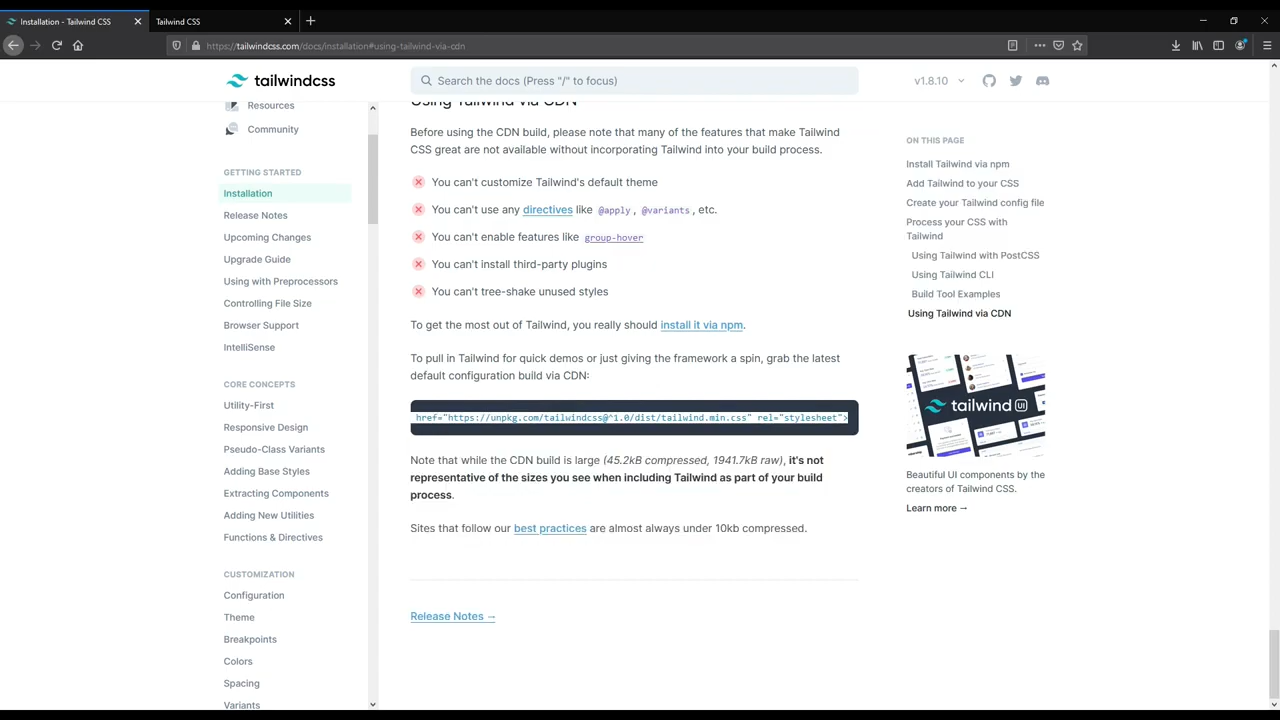 Installation - Tailwind CSS
Tailwind CSS
https://tailwindcss.com/docs/installation#using-tailwind-via-cdn
tailwindcss
Search the docs (Press "/" to focus)
v1.8.10
Resources
Community
GETTING STARTED
Installation
Release Notes
Upcoming Changes
Upgrade Guide
Using with Preprocessors
Controlling File Size
Browser Support
IntelliSense
CORE CONCEPTS
Utility-First
Responsive Design
Pseudo-Class Variants
Adding Base Styles
Extracting Components
Adding New Utilities
Functions & Directives
CUSTOMIZATION
Configuration
Theme
Breakpoints
Colors
Spacing
Variants
Using Tailwind via CDN
Before using the CDN build, please note that many of the features that make Tailwind
CSS great are not available without incorporating Tailwind into your build process.
You can't customize Tailwind's default theme
You can't use any directives like @apply, @variants, etc.
You can't enable features like group-hover
You can't install third-party plugins
You can't tree-shake unused styles
To get the most out of Tailwind, you really should install it via npm.
To pull in Tailwind for quick demos or just giving the framework a spin, grab the latest
default configuration build via CDN:
href="https://unpkg.com/tailwindcss@^1.0/dist/tailwind.min.css" rel="stylesheet">
Note that while the CDN build is large (45.2kB compressed, 1941.7kB raw), it's not
representative of the sizes you see when including Tailwind as part of your build
process.
Sites that follow our best practices are almost always under 10kb compressed.
Release Notes →
ON THIS PAGE
Install Tailwind via npm
Add Tailwind to your CSS
Create your Tailwind config file
Process your CSS with
Tailwind
Using Tailwind with PostCSS
Using Tailwind CLI
Build Tool Examples
Using Tailwind via CDN
tailwind UI
Beautiful UI components by the
creators of Tailwind CSS.
Learn more →